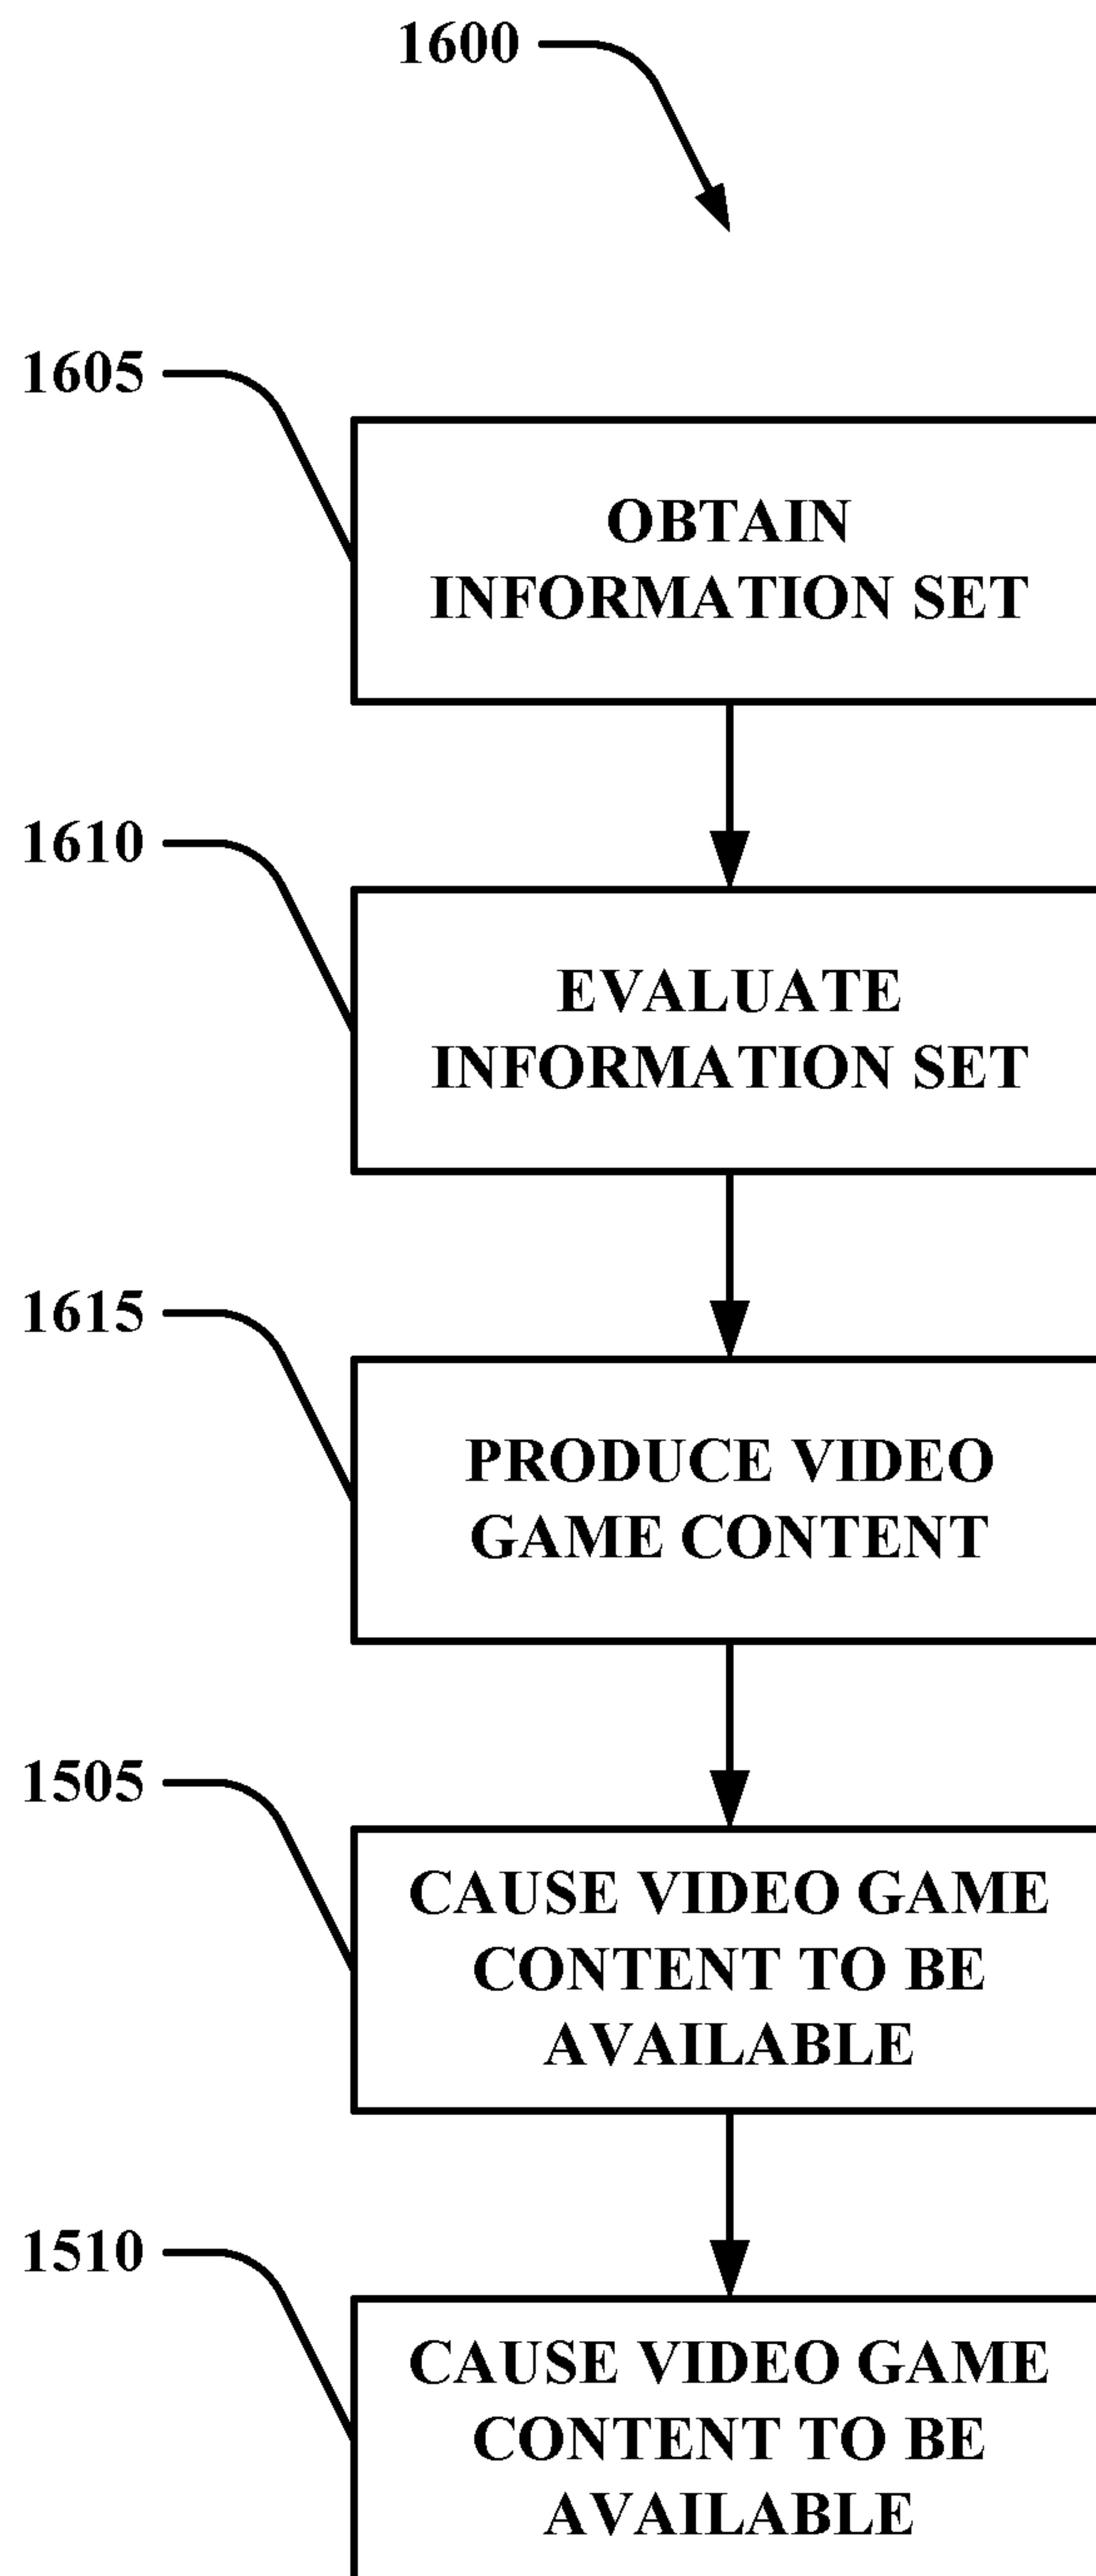 1600
1605
OBTAIN
INFORMATION SET
1610
EVALUATE
INFORMATION SET
1615
PRODUCE VIDEO
GAME CONTENT
1505
CAUSE VIDEO GAME
CONTENT TO BE
AVAILABLE
1510
CAUSE VIDEO GAME
CONTENT TO BE
AVAILABLE